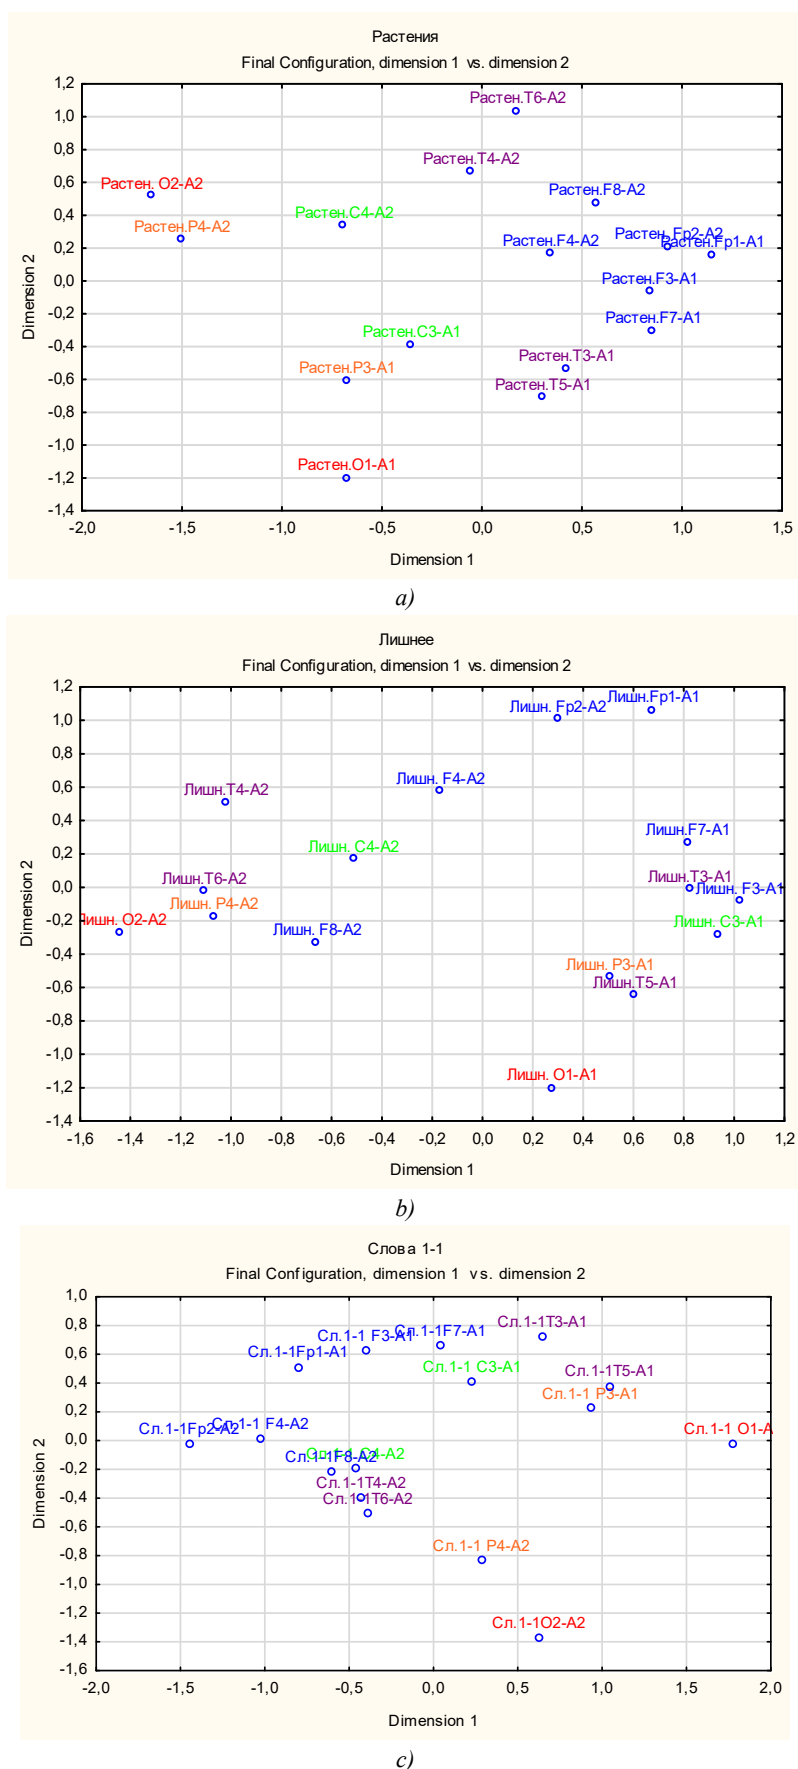 Растения
Final Configuration, dimension 1 vs. dimension 2
1,2
1,0
0,8
0,6
0,4
0,2
0,0
-0,2
-0,4
-0,6
-0,8
-1,0
-1,2
-1,4
Dimension 2
Растен.T6-A2
Растен.T4-A2
Растен. O2-A2
Растен.F8-A2
Растен.C4-A2
Растен.P4-A2
Растен. Fp2-A2
Растен.F4-A2
Растен.Fp1-A1
Растен.F3-A1
Растен.F7-A1
Растен.C3-A1
Растен.T3-A1
Растен.P3-A1
Растен.T5-A1
Растен.O1-A1
-2,0 -1,5 -1,0 -0,5 0,0 0,5 1,0 1,5
Dimension 1
a)
Лишнее
Final Configuration, dimension 1 vs. dimension 2
1,2
1,0
0,8
0,6
0,4
0,2
0,0
-0,2
-0,4
-0,6
-0,8
-1,0
-1,2
-1,4
Dimension 2
Лишн.Fp1-A1
Лишн. Fp2-A2
Лишн. F4-A2
Лишн.T4-A2
Лишн.F7-A1
Лишн. C4-A2
Лишн.T3-A1
Лишн.T6-A2
Лишн. F3-A1
Лишн. P4-A2
Лишн. O2-A2
Лишн. C3-A1
Лишн. F8-A2
Лишн. P3-A1
Лишн.T5-A1
Лишн. O1-A1
-1,6 -1,4 -1,2 -1,0 -0,8 -0,6 -0,4 -0,2 0,0 0,2 0,4 0,6 0,8 1,0 1,2
Dimension 1
b)
Слова 1-1
Final Configuration, dimension 1 vs. dimension 2
1,0
0,8
0,6
0,4
0,2
0,0
-0,2
-0,4
-0,6
-0,8
-1,0
-1,2
-1,4
-1,6
Dimension 2
Сл.1-1T3-A1
Сл.1-1F7-A1
Сл.1-1 F3-A1
Сл.1-1Fp1-A1
Сл.1-1 C3-A1
Сл.1-1T5-A1
Сл.1-1 P3-A1
Сл.1-1 F4-A2
Сл.1-1Fp2-A2
Сл.1-1 O1-A
Сл.1-1 C4-A2
Сл.1-1F8-A2
Сл.1-1T4-A2
Сл.1-1T6-A2
Сл.1-1 P4-A2
Сл.1-1O2-A2
-2,0 -1,5 -1,0 -0,5 0,0 0,5 1,0 1,5 2,0
Dimension 1
c)